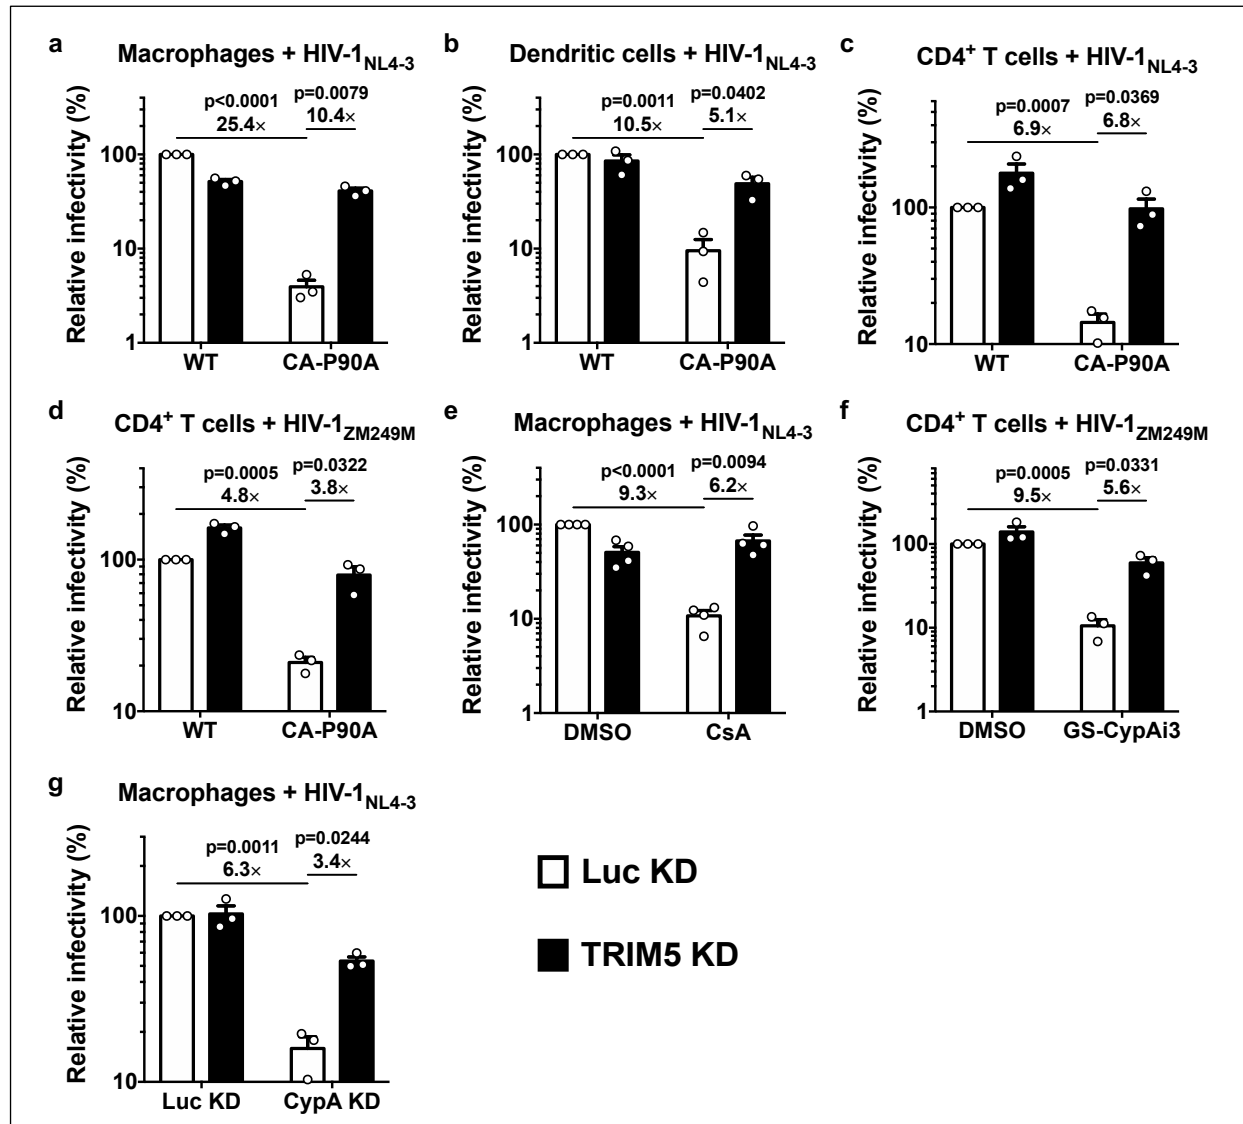 a
Macrophages + HIV-1NL4-3
Relative infectivity (%)
p<0.0001
25.4×
p=0.0079
10.4×
100
10
1
WT
CA-P90A
b
Dendritic cells + HIV-1NL4-3
Relative infectivity (%)
p=0.0011
10.5×
p=0.0402
5.1×
100
10
1
WT
CA-P90A
c
CD4+ T cells + HIV-1NL4-3
Relative infectivity (%)
p=0.0007
6.9×
p=0.0369
6.8×
100
10
WT
CA-P90A
d
CD4+ T cells + HIV-1ZM249M
Relative infectivity (%)
p=0.0005
4.8×
p=0.0322
3.8×
100
10
WT
CA-P90A
e
Macrophages + HIV-1NL4-3
Relative infectivity (%)
p<0.0001
9.3×
p=0.0094
6.2×
100
10
1
DMSO
CsA
f
CD4+ T cells + HIV-1ZM249M
Relative infectivity (%)
p=0.0005
9.5×
p=0.0331
5.6×
100
10
1
DMSO
GS-CypAi3
g
Macrophages + HIV-1NL4-3
Relative infectivity (%)
p=0.0011
6.3×
p=0.0244
3.4×
100
10
Luc KD
CypA KD
Luc KD
TRIM5 KD